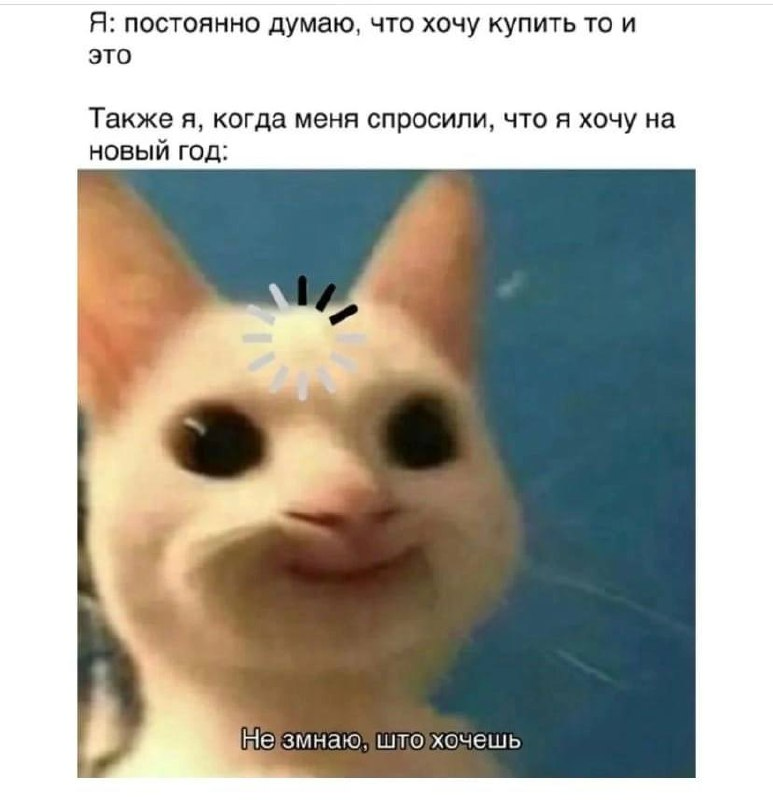 Я: постоянно думаю, что хочу купить то и
это
Также я, когда меня спросили, что я хочу на
новый год:
Не змнаю, што хочешь